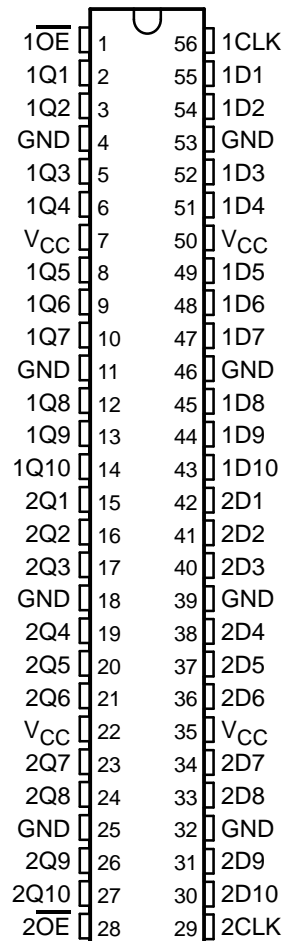 1O̅E̅ 1 56 1CLK
1Q1 2 55 1D1
1Q2 3 54 1D2
GND 4 53 GND
1Q3 5 52 1D3
1Q4 6 51 1D4
VCC 7 50 VCC
1Q5 8 49 1D5
1Q6 9 48 1D6
1Q7 10 47 1D7
GND 11 46 GND
1Q8 12 45 1D8
1Q9 13 44 1D9
1Q10 14 43 1D10
2Q1 15 42 2D1
2Q2 16 41 2D2
2Q3 17 40 2D3
GND 18 39 GND
2Q4 19 38 2D4
2Q5 20 37 2D5
2Q6 21 36 2D6
VCC 22 35 VCC
2Q7 23 34 2D7
2Q8 24 33 2D8
GND 25 32 GND
2Q9 26 31 2D9
2Q10 27 30 2D10
2O̅E̅ 28 29 2CLK